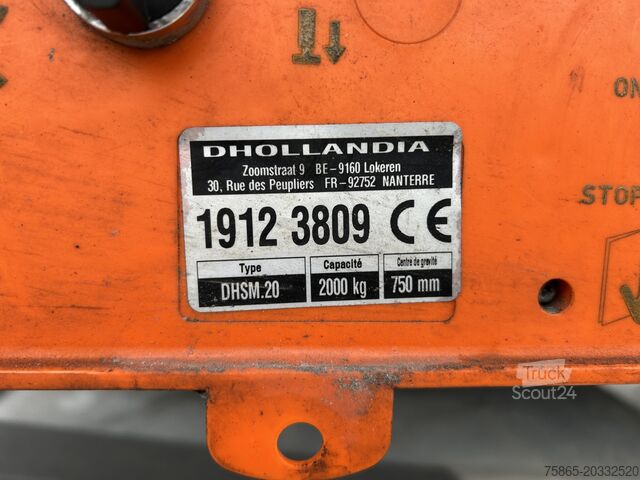 ON
DHOLLANDIA
Zoomstraat 9 BE-9160 Lokeren
30, Rue des Peupliers FR-92752 NANTERRE
1912 3809 CE
STOP
Type Capacité Centre de gravité
DHSM.20 2000 kg 750 mm
Truck
Scout24
75865-20332520